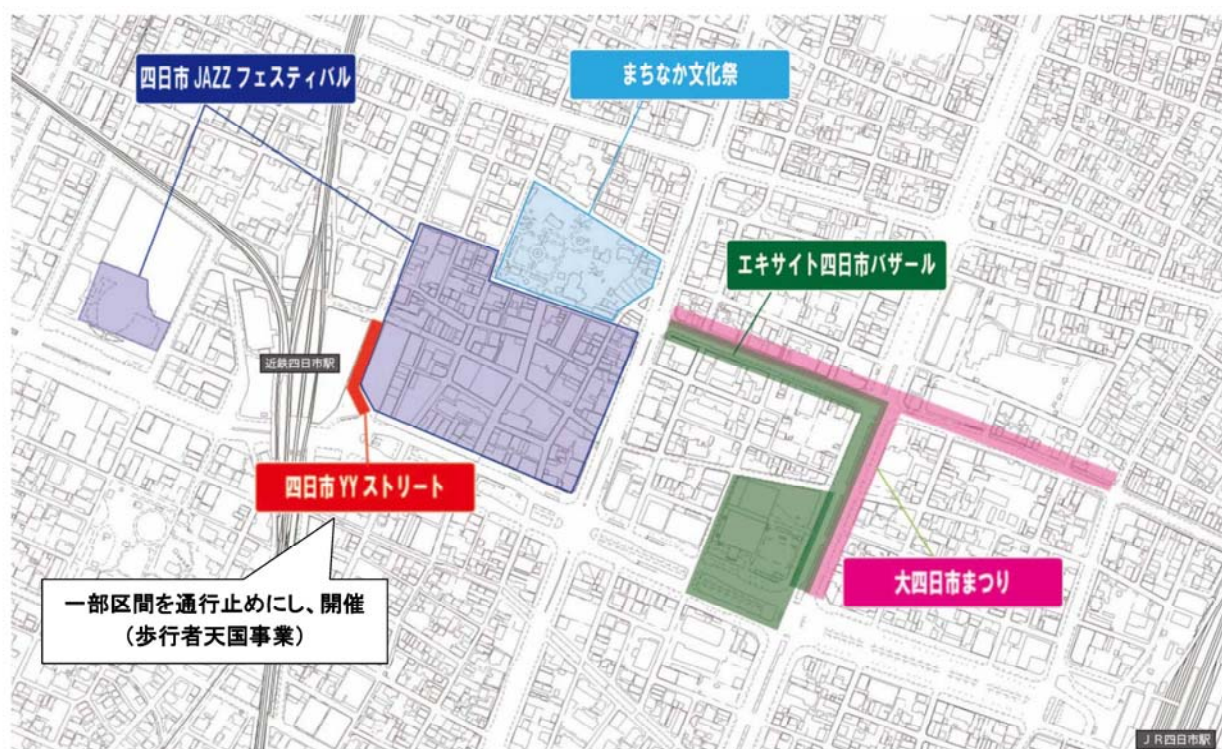 四日市 JAZZ フェスティバル
まちなか文化祭
エキサイト四日市バザール
近鉄四日市駅
四日市 YY ストリート
大四日市まつり
一部区間を通行止めにし、開催
（歩行者天国事業）
ＪＲ四日市駅